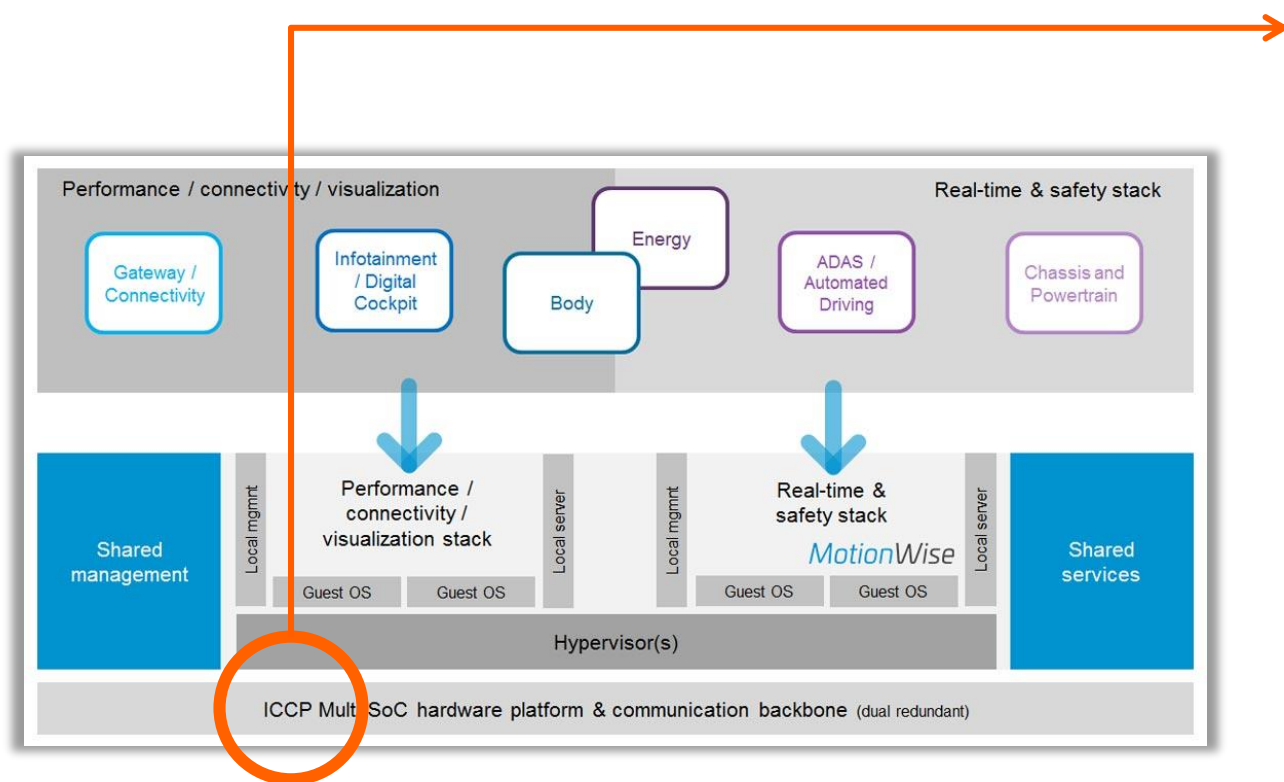 Performance / connectivity / visualization
Real-time & safety stack
Gateway /
Connectivity
Infotainment
/ Digital
Cockpit
Body
Energy
ADAS /
Automated
Driving
Chassis and
Powertrain
Shared
management
Local mgmnt
Performance /
connectivity /
visualization stack
Guest OS
Guest OS
Local server
Local mgmnt
Real-time &
safety stack
MotionWise
Guest OS
Guest OS
Local server
Shared
services
Hypervisor(s)
ICCP Mult SoC hardware platform & communication backbone (dual redundant)